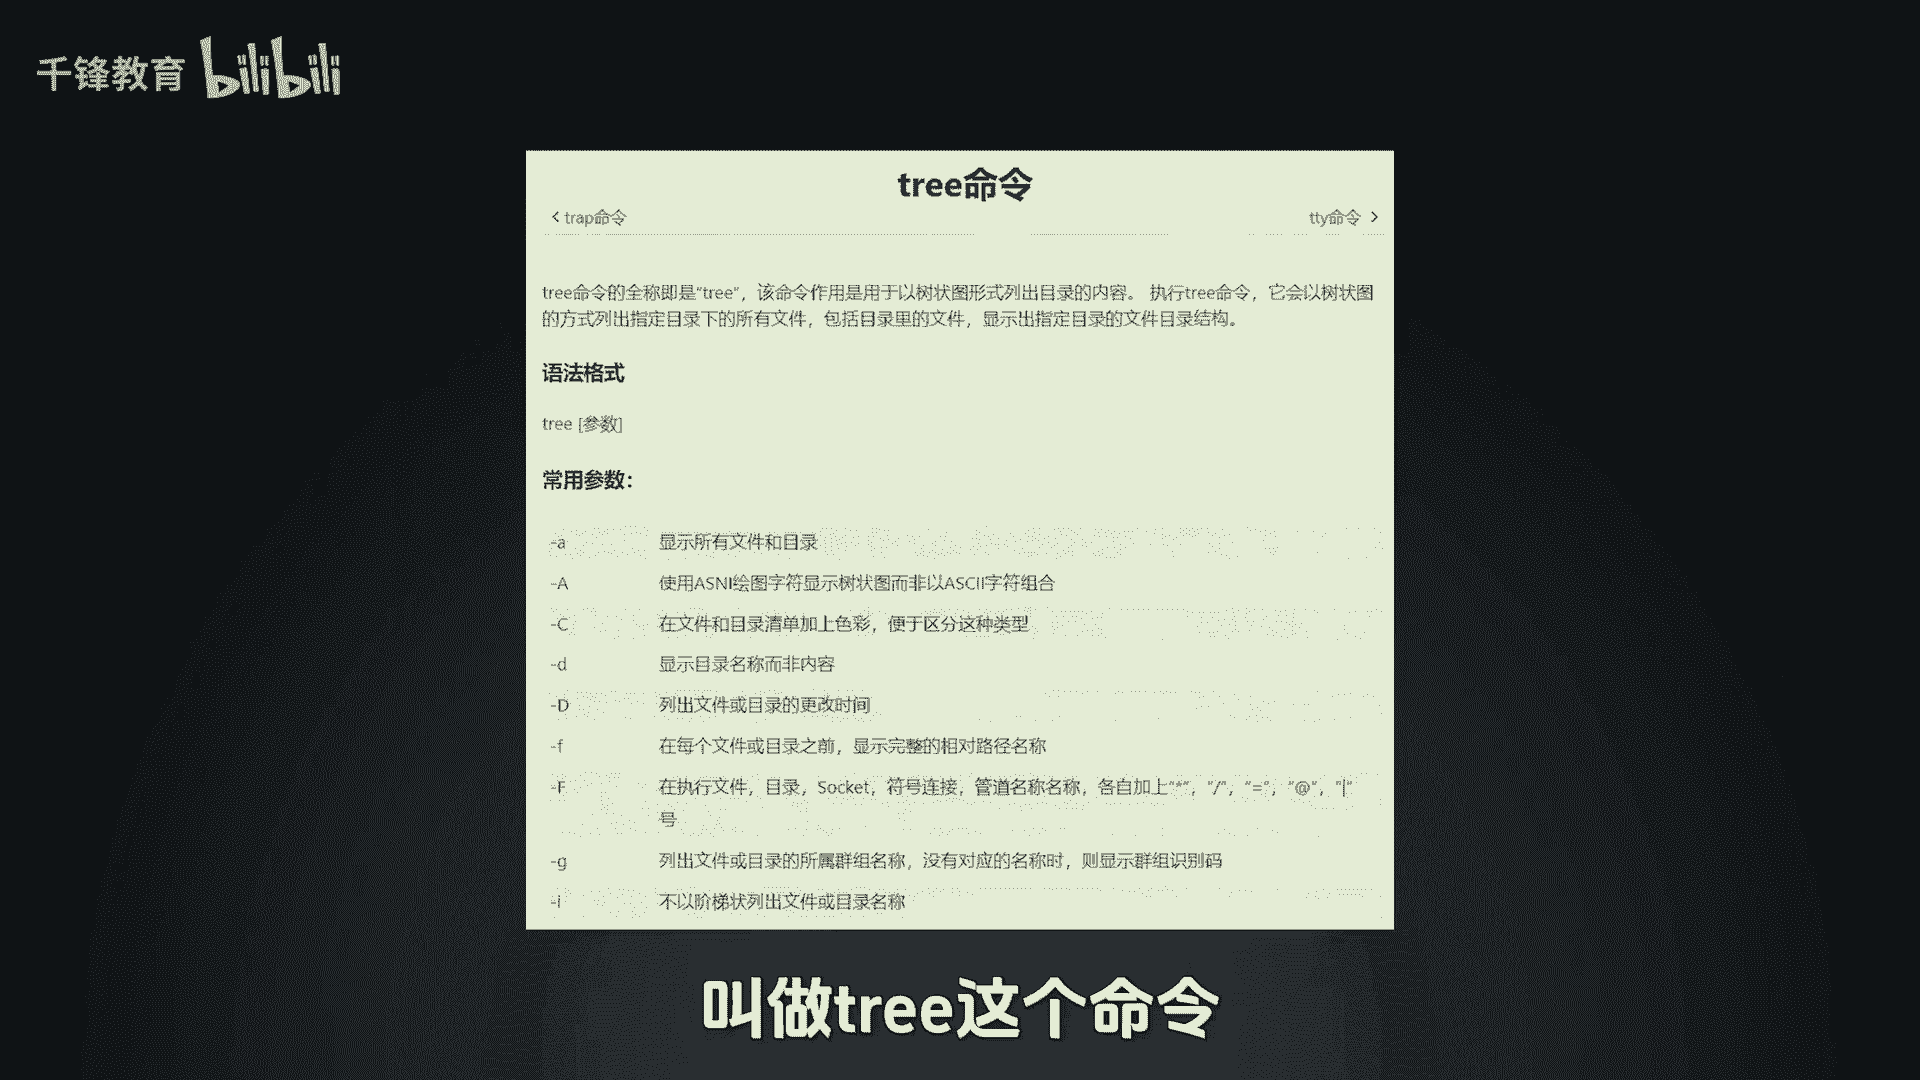 千锋教育 bilibili
tree命令
trap命令
tty命令
tree命令的全称即是“tree”，该命令作用是用于以树状图形式列出目录的内容。 执行tree命令，它会以树状图
的方式列出指定目录下的所有文件，包括目录里的文件，显示出指定目录的文件目录结构。
语法格式
tree [参数]
常用参数：
-a 显示所有文件和目录
-A 使用ASNI绘图字符显示树状图而非以ASCII字符组合
-C 在文件和目录清单加上色彩，便于区分这种类型
-d 显示目录名称而非内容
-D 列出文件或目录的更改时间
-f 在每个文件或目录之前，显示完整的相对路径名称
-F 在执行文件，目录，Socket，符号连接，管道名称名称，各自加上“*”，“/”，“=”，“@”，“|”
号
-g 列出文件或目录的所属群组名称，没有对应的名称时，则显示群组识别码
-i 不以阶梯状列出文件或目录名称
叫做tree这个命令